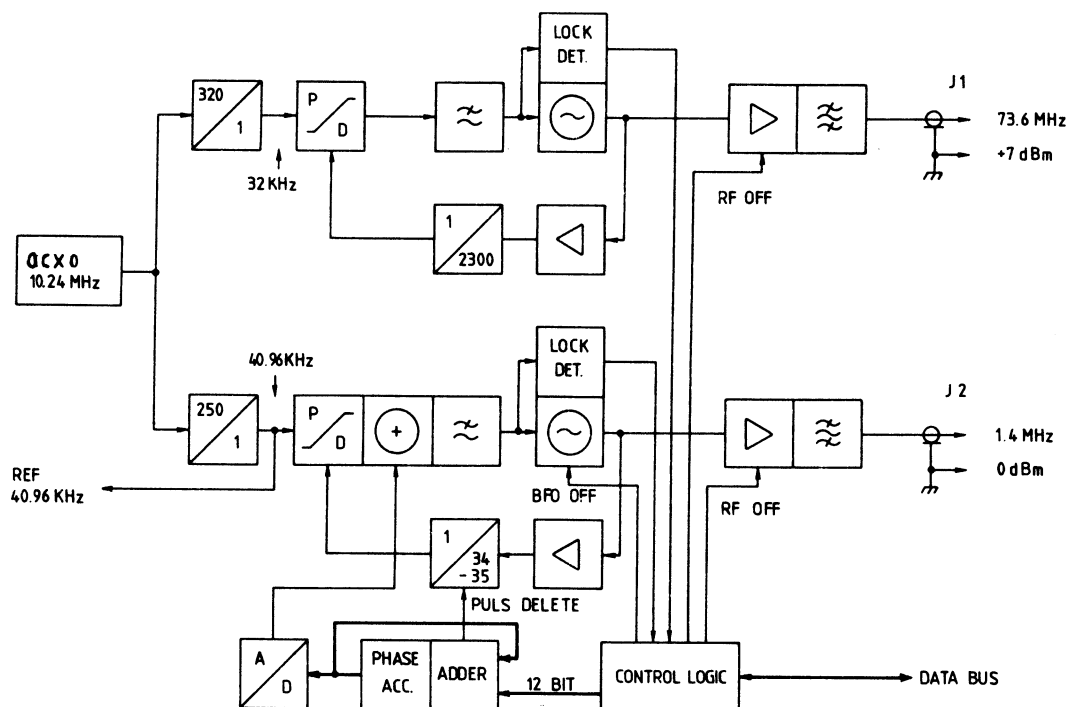 LOCK
DET.
320
1
P
D
J1
73.6 MHz
+7 dBm
32 KHz
RF OFF
1
2300
OCXO
10.24 MHz
40.96 KHz
LOCK
DET.
250
1
P
D
+
J 2
1.4 MHz
0 dBm
REF
40.96 KHz
BFO OFF
RF OFF
1
34
-35
PULS DELETE
A
D
PHASE
ACC.
ADDER
12 BIT
CONTROL LOGIC
DATA BUS